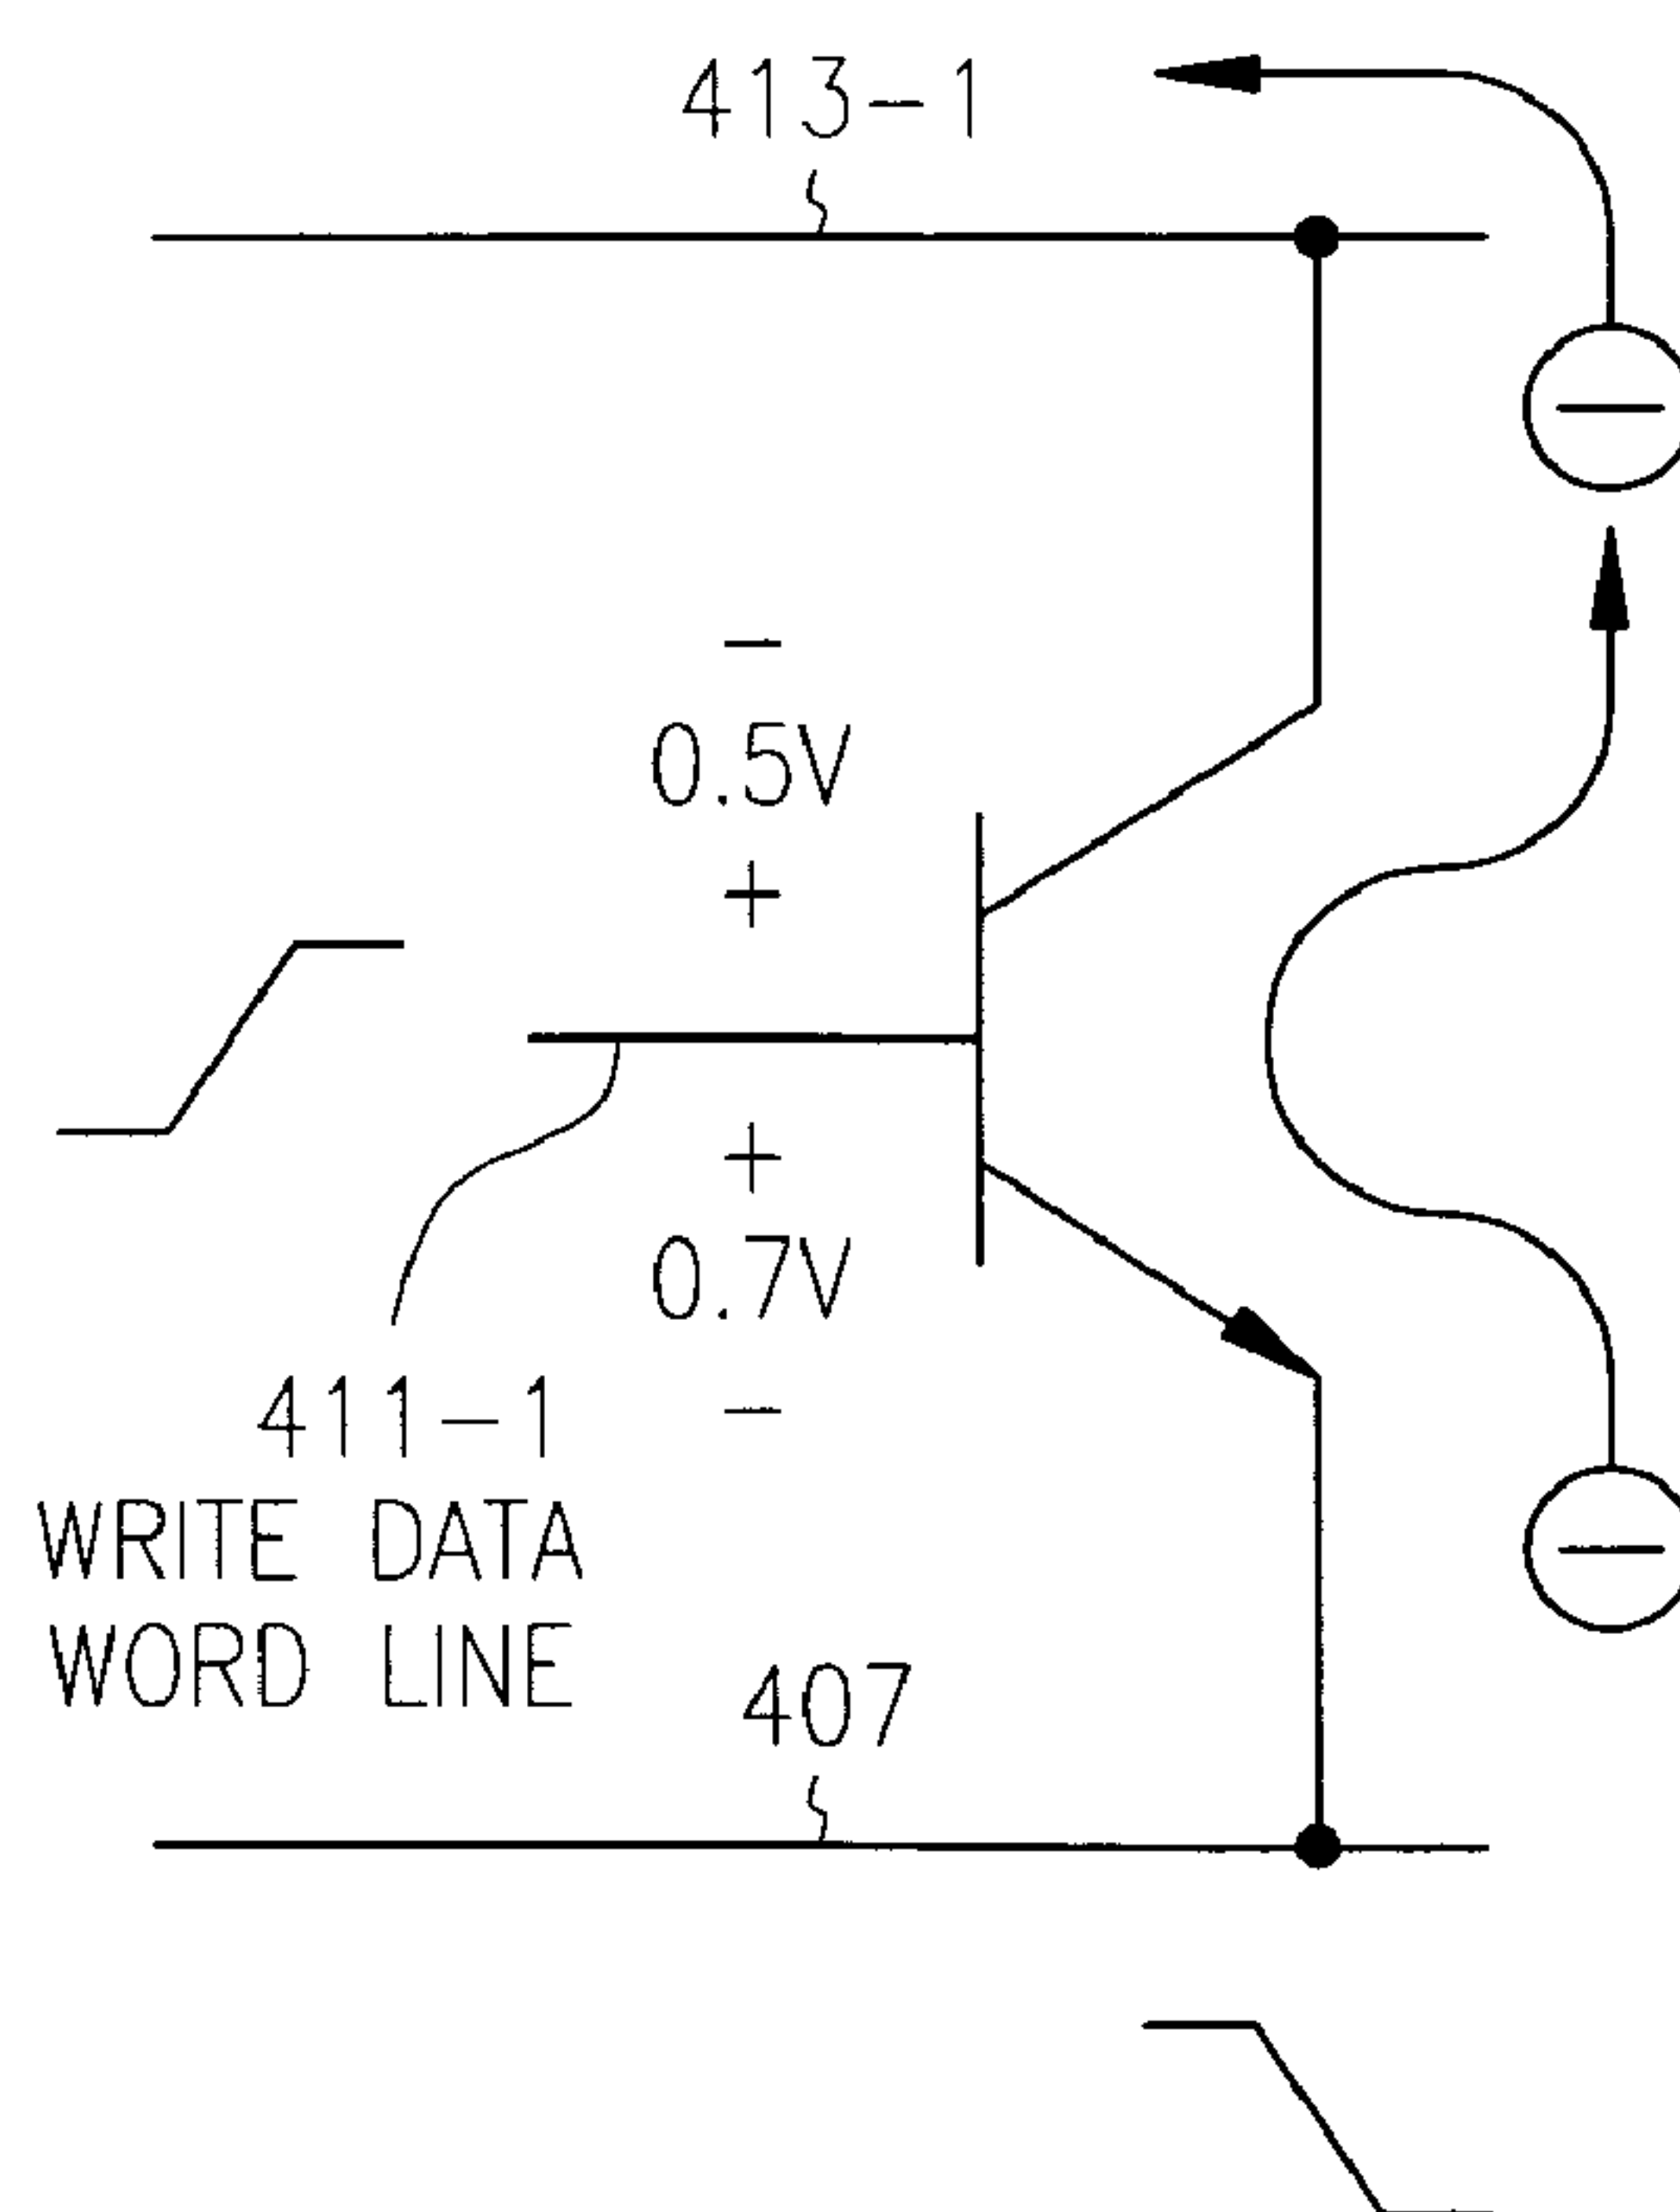 413-1
–
0.5V
+
+
0.7V
–
411-1
WRITE DATA
WORD LINE
407